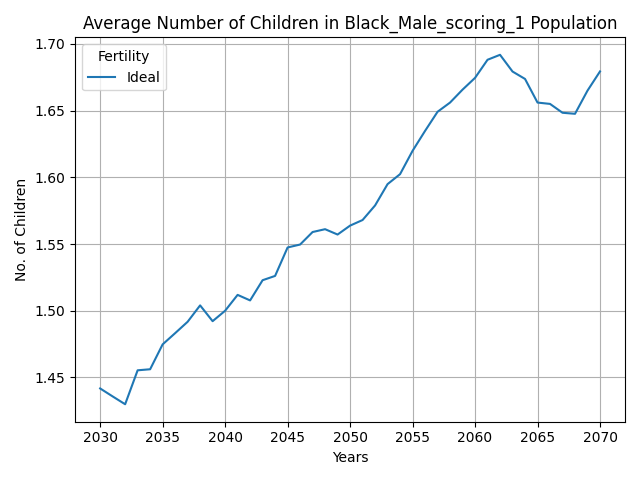 Average Number of Children in Black_Male_scoring_1 Population
Fertility
Ideal
No. of Children
1.70
1.65
1.60
1.55
1.50
1.45
2030 2035 2040 2045 2050 2055 2060 2065 2070
Years